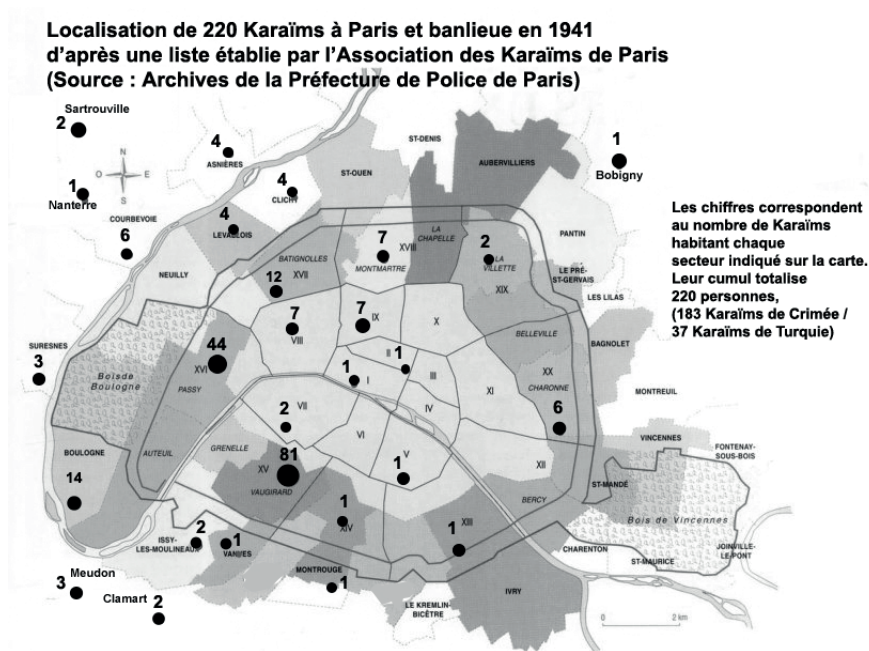 Localisation de 220 Karaïms à Paris et banlieue en 1941
d'après une liste établie par l'Association des Karaïms de Paris
(Source : Archives de la Préfecture de Police de Paris)
Sartrouville
2
4
ASNIÈRES
ST-DENIS
AUBERVILLIERS
1
Bobigny
N
O
E
S
1
Nanterre
4
CLICHY
ST-OUEN
COURBEVOIE
6
4
LEVALLOIS
7
XVIII
MONTMARTRE
LA
CHAPELLE
2
LA
VILLETTE
PANTIN
Les chiffres correspondent
au nombre de Karaïms
habitant chaque
secteur indiqué sur la carte.
Leur cumul totalise
220 personnes,
(183 Karaïms de Crimée /
37 Karaïms de Turquie)
NEUILLY
BATIGNOLLES
12
XVII
LE PRÉ-
ST-GERVAIS
XIX
LES LILAS
7
VIII
7
IX
X
BELLEVILLE
BAGNOLET
SURESNES
3
Bois de
Boulogne
44
XVI
PASSY
II
1
1
I
III
XX
CHARONNE
6
XI
MONTREUIL
2
VII
IV
VI
BOULOGNE
14
AUTEUIL
GRENELLE
81
XV
VAUGIRARD
V
1
XII
BERCY
VINCENNES
FONTENAY-
SOUS-BOIS
ST-MANDÉ
Bois de Vincennes
1
XIV
1
XIII
2
ISSY-
LES-MOULINEAUX
1
VANVES
CHARENTON
ST-MAURICE
JOINVILLE-
LE-PONT
3
Meudon
Clamart
2
MONTROUGE
1
LE KREMLIN-
BICÊTRE
IVRY
0
2 km